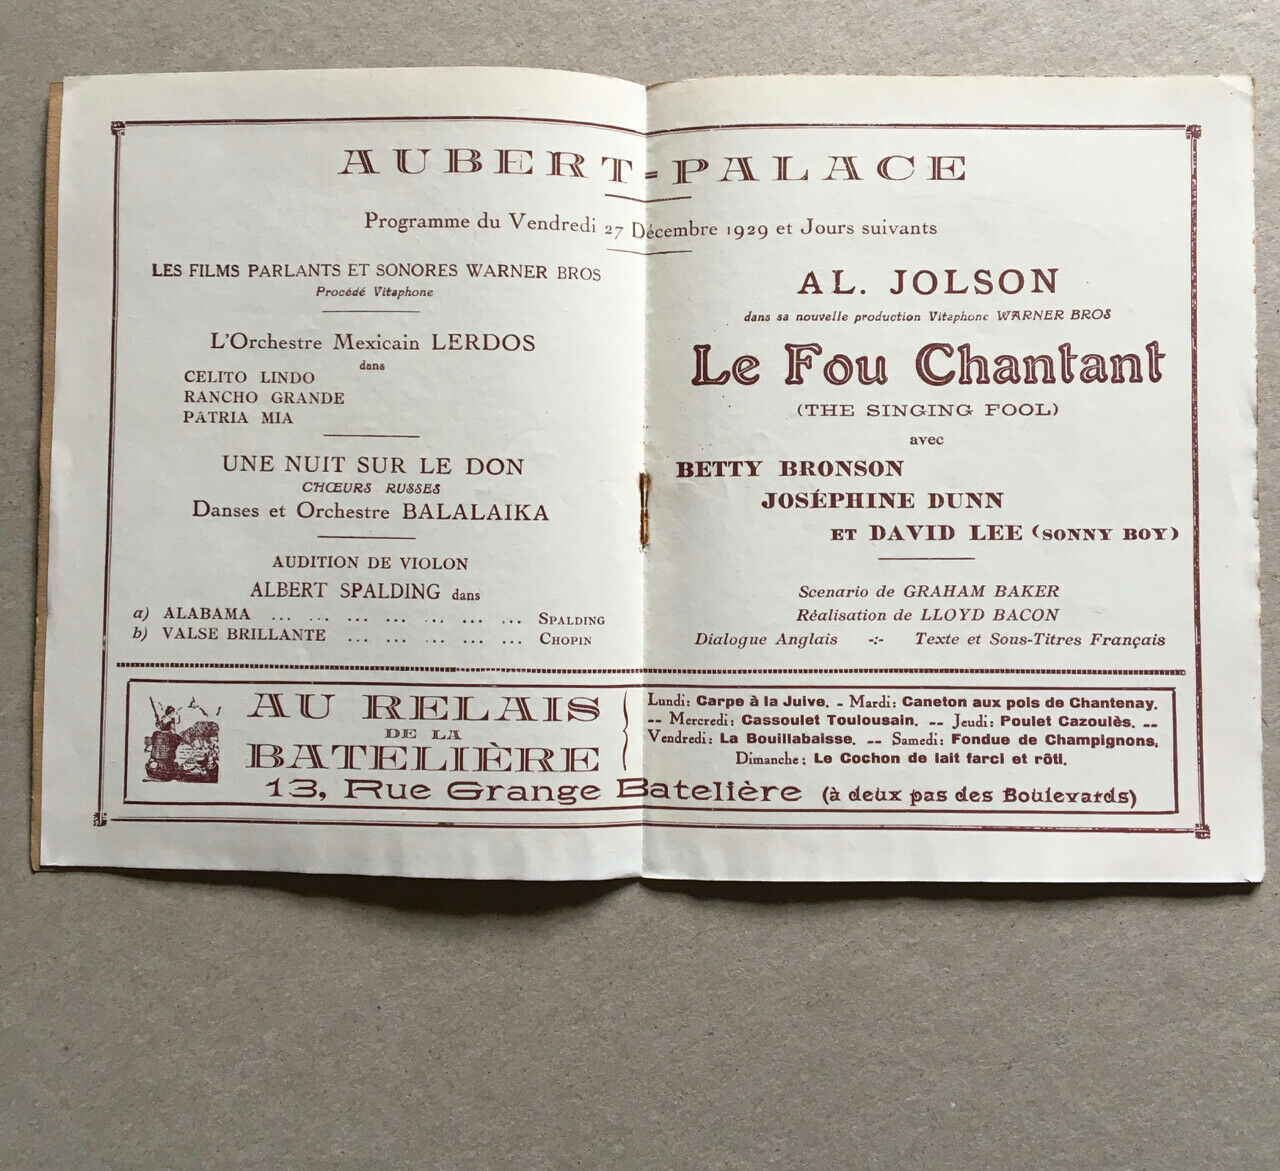 AUBERT-PALACE
Programme du Vendredi 27 Décembre 1929 et Jours suivants
LES FILMS PARLANTS ET SONORES WARNER BROS
Procédé Vitaphone
L'Orchestre Mexicain LERDOS
dans
CELITO LINDO
RANCHO GRANDE
PATRIA MIA
UNE NUIT SUR LE DON
CHŒURS RUSSES
Danses et Orchestre BALALAIKA
AUDITION DE VIOLON
ALBERT SPALDING dans
a) ALABAMA ... ... ... ... ... ... ... SPALDING
b) VALSE BRILLANTE ... ... ... ... ... CHOPIN
AL. JOLSON
dans sa nouvelle production Vitaphone WARNER BROS
Le Fou Chantant
(THE SINGING FOOL)
avec
BETTY BRONSON
JOSÉPHINE DUNN
ET DAVID LEE (SONNY BOY)
Scenario de GRAHAM BAKER
Réalisation de LLOYD BACON
Dialogue Anglais -:- Texte et Sous-Titres Français
AU RELAIS
DE LA
BATELIÈRE
Lundi: Carpe à la Juive. - Mardi: Caneton aux pois de Chantenay.
-- Mercredi: Cassoulet Toulousain. -- Jeudi: Poulet Cazoulès. --
Vendredi: La Bouillabaisse. -- Samedi: Fondue de Champignons.
Dimanche: Le Cochon de lait farci et rôti.
13, Rue Grange Batelière (à deux pas des Boulevards)